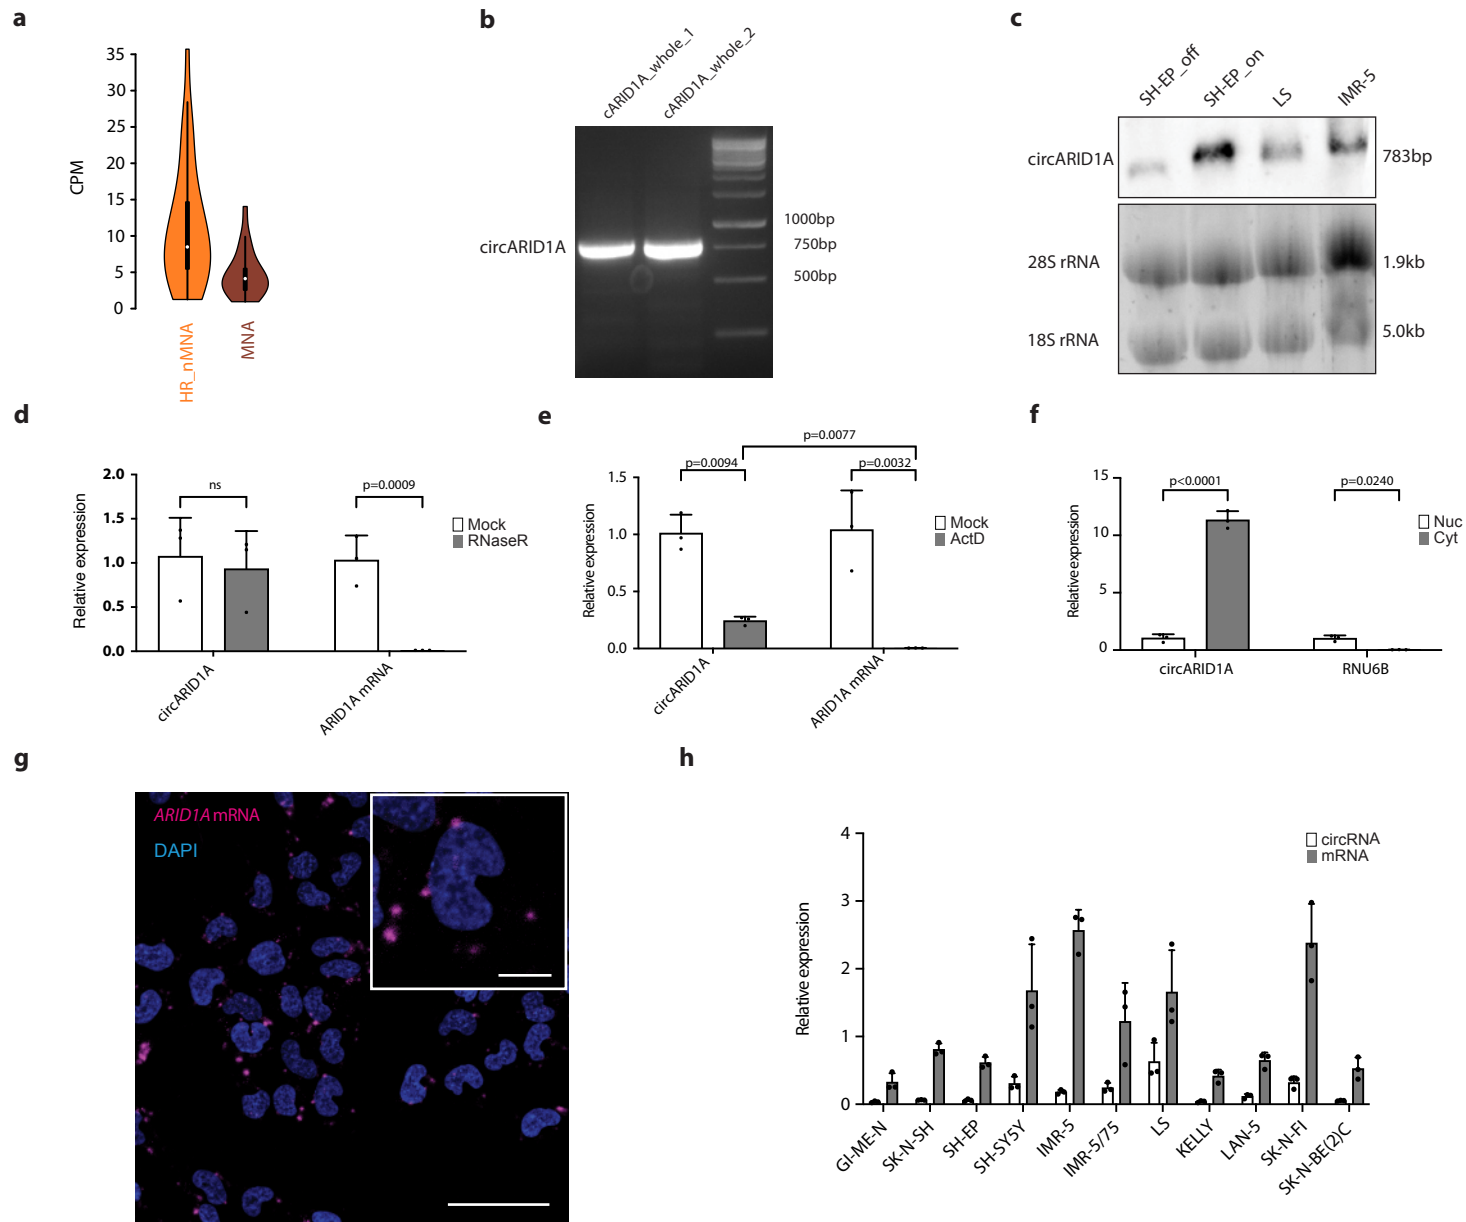 a
35
30
25
20
15
10
5
0
CPM
HR_nMNA
MNA
b
cARID1A_whole_1
cARID1A_whole_2
circARID1A
1000bp
750bp
500bp
c
SH-EP_off
SH-EP_on
LS
IMR-5
circARID1A
783bp
28S rRNA
1.9kb
18S rRNA
5.0kb
d
2.0
1.5
1.0
0.5
0.0
Relative expression
ns
p=0.0009
Mock
RNaseR
circARID1A
ARID1A mRNA
e
p=0.0077
p=0.0094
p=0.0032
1.5
1.0
0.5
0.0
Relative expression
Mock
ActD
circARID1A
ARID1A mRNA
f
15
10
5
0
Relative expression
p<0.0001
p=0.0240
Nuc
Cyt
circARID1A
RNU6B
g
ARID1A mRNA
DAPI
h
4
3
2
1
0
Relative expression
circRNA
mRNA
GI-ME-N
SK-N-SH
SH-EP
SH-SY5Y
IMR-5
IMR-5/75
LS
KELLY
LAN-5
SK-N-FI
SK-N-BE(2)C